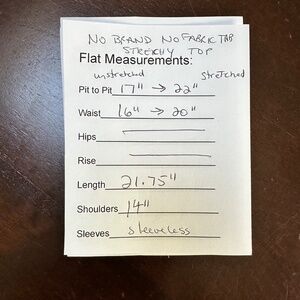 NO BRAND NO FABRIC TAB
STRETCHY TOP
Flat Measurements:
unstretched stretched
Pit to Pit 17" → 22"
Waist 16" → 20"
Hips
Rise
Length 21.75"
Shoulders 14"
Sleeves sleeveless